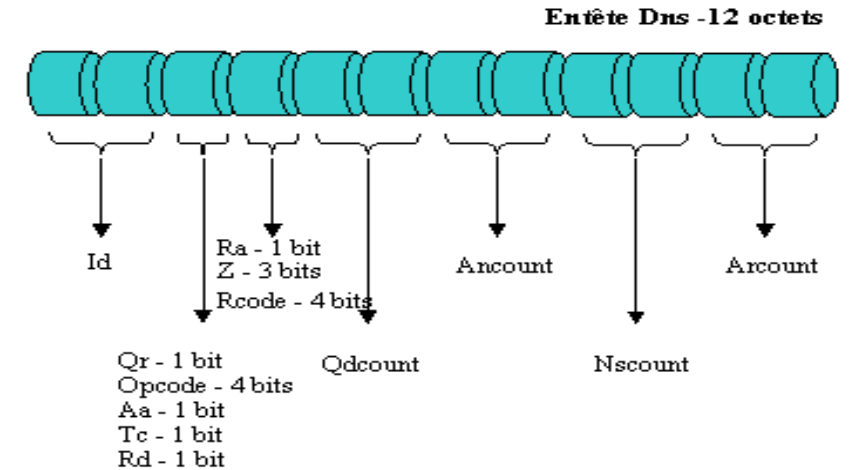 Entête Dns -12 octets
Id
Ra - 1 bit
Z - 3 bits
Rcode - 4 bits
Ancount
Arcount
Qr - 1 bit
Opcode - 4 bits
Aa - 1 bit
Tc - 1 bit
Rd - 1 bit
Qdcount
Nscount